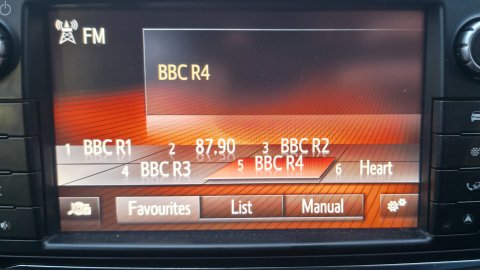 FM
BBC R4
1 BBC R1 2 87.90 3 BBC R2
4 BBC R3 5 BBC R4 6 Heart
Favourites List Manual